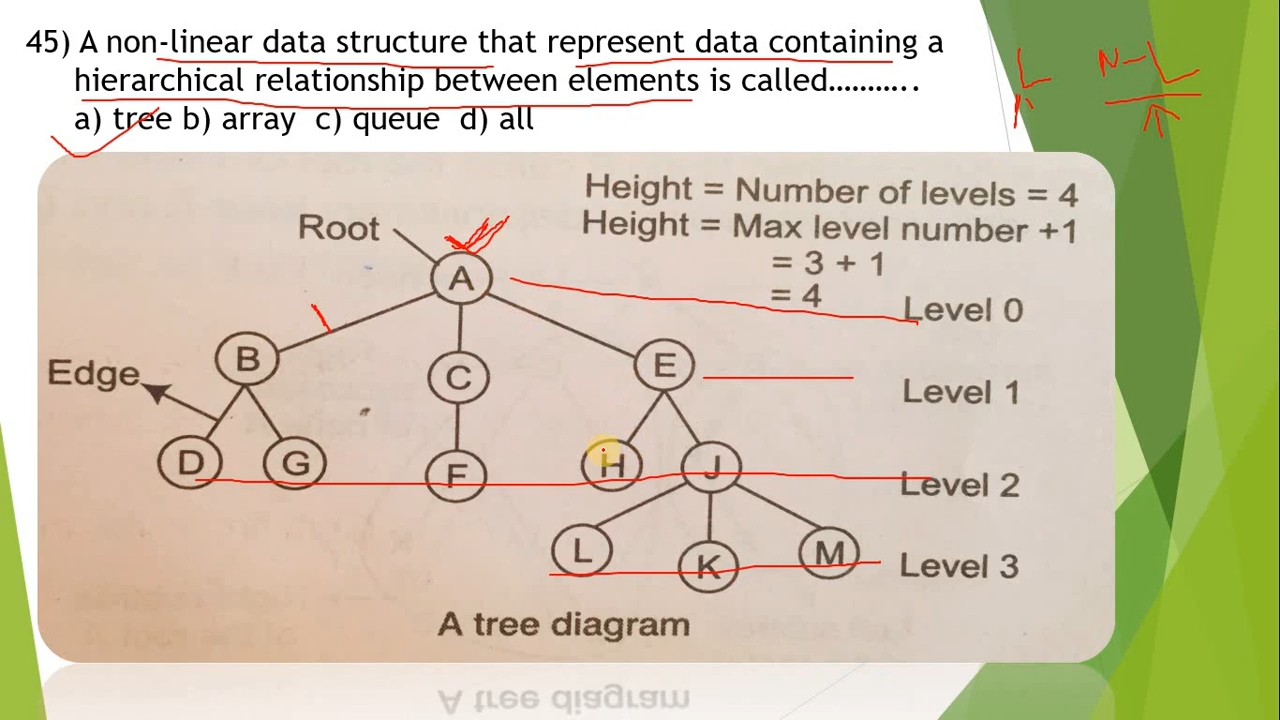 45) A non-linear data structure that represent data containing a
hierarchical relationship between elements is called………..
a) tree b) array c) queue d) all
L N-L
Height = Number of levels = 4
Root
Height = Max level number +1
= 3 + 1
= 4
A
Level 0
B
C
E
Edge
Level 1
D
G
F
H
J
Level 2
L
K
M
Level 3
A tree diagram